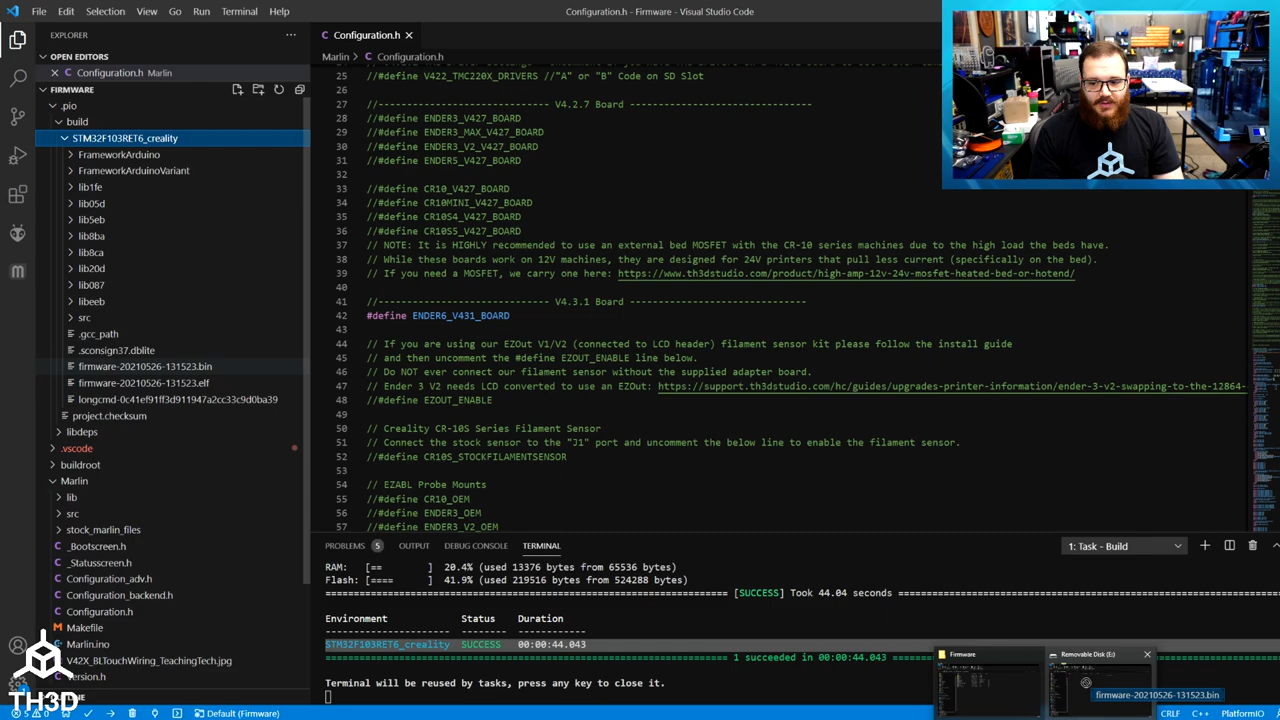 File Edit Selection View Go Run Terminal Help
Configuration.h - Firmware - Visual Studio Code
EXPLORER
OPEN EDITORS
Configuration.h Marlin
FIRMWARE
.pio
build
STM32F103RET6_creality
FrameworkArduino
FrameworkArduinoVariant
lib1fe
lib05d
lib5eb
lib8ba
lib8ca
lib20d
lib087
libeeb
src
.gcc_path
.sconsign37.dblite
firmware-20210526-131523.bin
firmware-20210526-131523.elf
longcmd-0c41ef91ff3d911947a2cc33c9d0ba39
project.checksum
libdeps
.vscode
buildroot
Marlin
lib
src
stock_marlin_files
_Bootscreen.h
_Statusscreen.h
Configuration_adv.h
Configuration_backend.h
Configuration.h
Makefile
Marlin.ino
V42X_BLTouchWiring_TeachingTech.jpg
Version.h
TH3D
Configuration.h
Marlin > Configuration.h
25 //#define V422_TMC220X_DRIVERS //"A" or "B" Code on SD Slot
26
27 //------------------------------ V4.2.7 Board ---------------------------------
28 //#define ENDER3_V427_BOARD
29 //#define ENDER3_MAX_V427_BOARD
30 //#define ENDER3_V2_V427_BOARD
31 //#define ENDER5_V427_BOARD
32
33 //#define CR10_V427_BOARD
34 //#define CR10MINI_V427_BOARD
35 //#define CR10S4_V427_BOARD
36 //#define CR10S5_V427_BOARD
37 // NOTE: It is HIGHLY recommended to use an external bed MOSFET with the CR-10 series machines due to the high load the beds have.
38 // While these boards work on 12V machines, they are designed for 24V printers that pull less current (specifically on the bed).
39 // If you need a MOSFET, we carry one here: https://www.th3dstudio.com/product/high-amp-12v-24v-mosfet-heated-bed-or-hotend/
40
41 //------------------------------- V4.3.1 Board --------------------------------
42 #define ENDER6_V431_BOARD
43
44 // If you are using our EZOut V1/V2 (connected to LCD header) filament sensor kit please follow the install guide
45 // and then uncomment the #define EZOUT_ENABLE line below.
46 // Do NOT ever connect our filament sensor without the supplied adapter board.
47 // Ender 3 V2 needs LCD converted to use an EZOut: https://support.th3dstudio.com/hc/guides/upgrades-printer-information/ender-3-v2-swapping-to-the-12864-
48 //#define EZOUT_ENABLE
49
50 // Creality CR-10S Series Filament Sensor
51 // Connect the stock sensor to the "J1" port and uncomment the below line to enable the filament sensor.
52 //#define CR10S_STOCKFILAMENTSENSOR
53
54 // EZABL Probe Mounts
55 //#define CR10_OEM
56 //#define ENDER3_OEM
57 //#define ENDER3_V2_OEM
PROBLEMS 5 OUTPUT DEBUG CONSOLE TERMINAL
1: Task - Build
RAM: [== ] 20.4% (used 13376 bytes from 65536 bytes)
Flash: [==== ] 41.9% (used 219516 bytes from 524288 bytes)
[SUCCESS] Took 44.04 seconds
Environment Status Duration
STM32F103RET6_creality SUCCESS 00:00:44.043
1 succeeded in 00:00:44.043
Terminal will be reused by tasks, press any key to close it.
Firmware
Removable Disk (E:)
firmware-20210526-131523.bin
Default (Firmware)
CRLF C++ PlatformIO